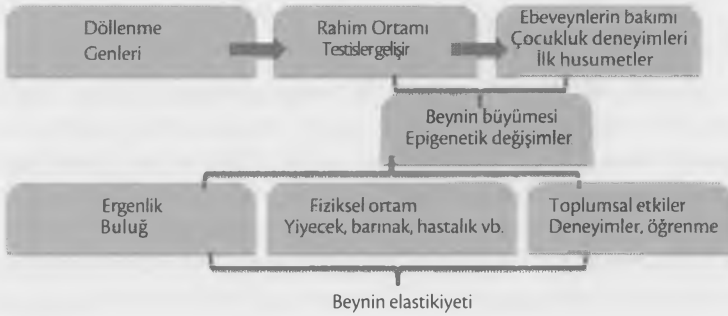 Döllenme
Genleri
Rahim Ortamı
Testisler gelişir
Ebeveynlerin bakımı
Çocukluk deneyimleri
İlk husumetler
Beynin büyümesi
Epigenetik değişimler
Ergenlik
Buluğ
Fiziksel ortam
Yiyecek, barınak, hastalık vb.
Toplumsal etkiler
Deneyimler, öğrenme
Beynin elastikiyeti